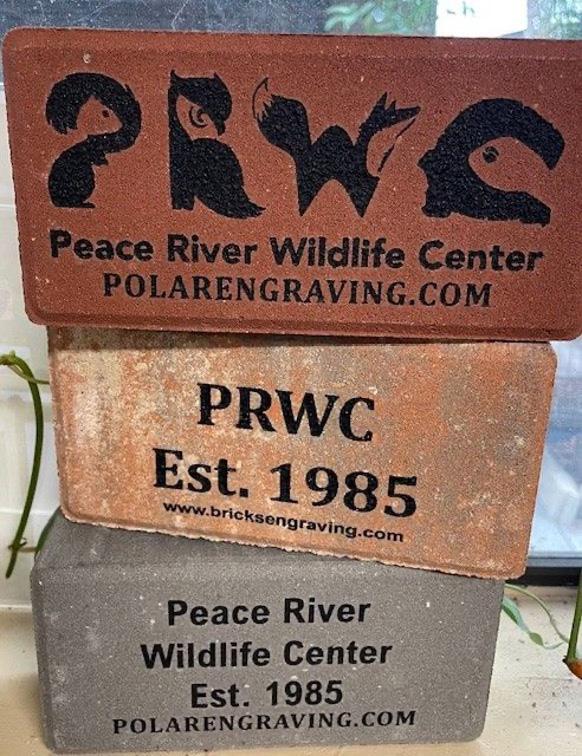 PRWC
Peace River Wildlife Center
POLARENGRAVING.COM
PRWC
Est. 1985
www.bricksengraving.com
Peace River
Wildlife Center
Est. 1985
POLARENGRAVING.COM